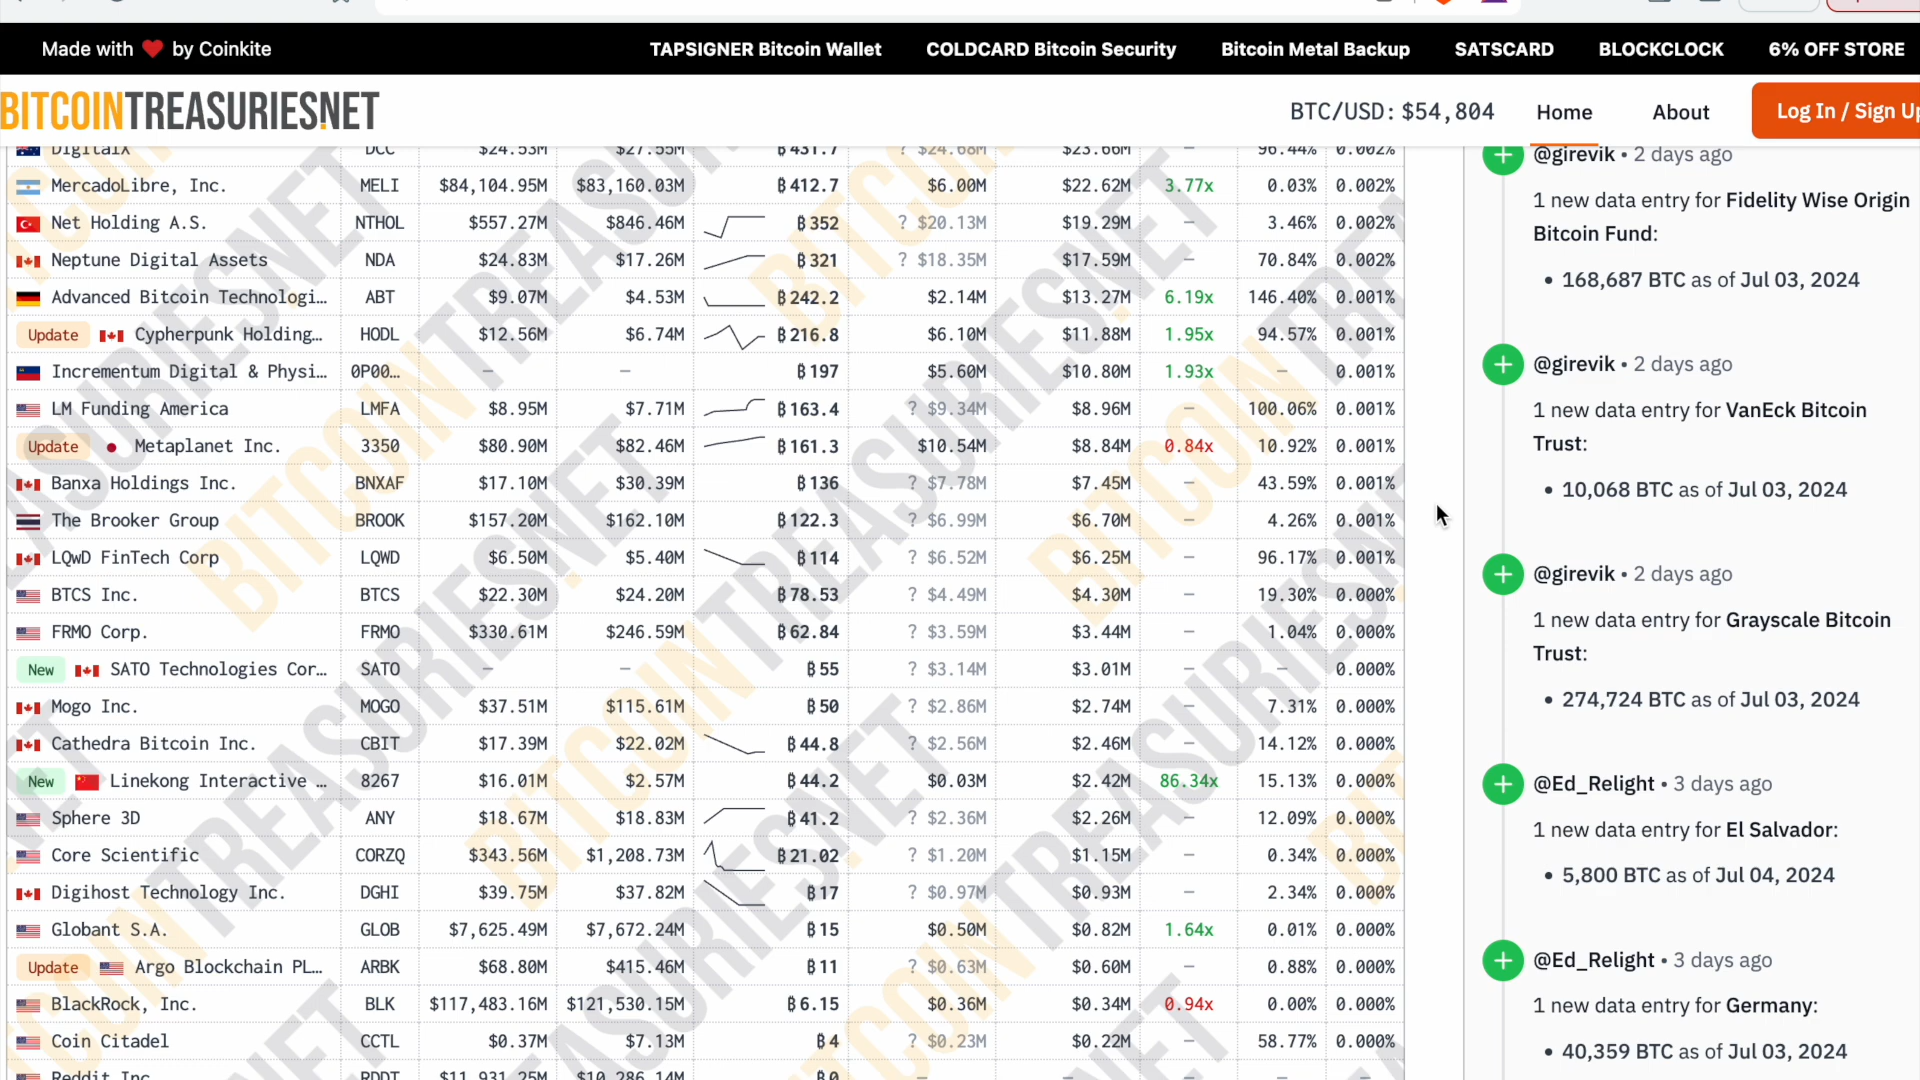 Made with ❤ by Coinkite TAPSIGNER Bitcoin Wallet COLDCARD Bitcoin Security Bitcoin Metal Backup SATSCARD BLOCKCLOCK 6% OFF STORE
BITCOINTREASURIES.NET BTC/USD: $54,804 Home About Log In / Sign Up
DigitalX DCC $24.53M $27.55M ₿431.7 ? $24.68M $23.66M – 96.44% 0.002%
MercadoLibre, Inc. MELI $84,104.95M $83,160.03M ₿412.7 $6.00M $22.62M 3.77x 0.03% 0.002%
Net Holding A.S. NTHOL $557.27M $846.46M ₿352 ? $20.13M $19.29M – 3.46% 0.002%
Neptune Digital Assets NDA $24.83M $17.26M ₿321 ? $18.35M $17.59M – 70.84% 0.002%
Advanced Bitcoin Technologi… ABT $9.07M $4.53M ₿242.2 $2.14M $13.27M 6.19x 146.40% 0.001%
Update Cypherpunk Holding… HODL $12.56M $6.74M ₿216.8 $6.10M $11.88M 1.95x 94.57% 0.001%
Incrementum Digital & Physi… 0P00… – – ₿197 $5.60M $10.80M 1.93x – 0.001%
LM Funding America LMFA $8.95M $7.71M ₿163.4 ? $9.34M $8.96M – 100.06% 0.001%
Update Metaplanet Inc. 3350 $80.90M $82.46M ₿161.3 $10.54M $8.84M 0.84x 10.92% 0.001%
Banxa Holdings Inc. BNXAF $17.10M $30.39M ₿136 ? $7.78M $7.45M – 43.59% 0.001%
The Brooker Group BROOK $157.20M $162.10M ₿122.3 ? $6.99M $6.70M – 4.26% 0.001%
LQwD FinTech Corp LQWD $6.50M $5.40M ₿114 ? $6.52M $6.25M – 96.17% 0.001%
BTCS Inc. BTCS $22.30M $24.20M ₿78.53 ? $4.49M $4.30M – 19.30% 0.000%
FRMO Corp. FRMO $330.61M $246.59M ₿62.84 ? $3.59M $3.44M – 1.04% 0.000%
New SATO Technologies Cor… SATO – – ₿55 ? $3.14M $3.01M – – 0.000%
Mogo Inc. MOGO $37.51M $115.61M ₿50 ? $2.86M $2.74M – 7.31% 0.000%
Cathedra Bitcoin Inc. CBIT $17.39M $22.02M ₿44.8 ? $2.56M $2.46M – 14.12% 0.000%
New Linekong Interactive … 8267 $16.01M $2.57M ₿44.2 $0.03M $2.42M 86.34x 15.13% 0.000%
Sphere 3D ANY $18.67M $18.83M ₿41.2 ? $2.36M $2.26M – 12.09% 0.000%
Core Scientific CORZQ $343.56M $1,208.73M ₿21.02 ? $1.20M $1.15M – 0.34% 0.000%
Digihost Technology Inc. DGHI $39.75M $37.82M ₿17 ? $0.97M $0.93M – 2.34% 0.000%
Globant S.A. GLOB $7,625.49M $7,672.24M ₿15 $0.50M $0.82M 1.64x 0.01% 0.000%
Update Argo Blockchain PL… ARBK $68.80M $415.46M ₿11 ? $0.63M $0.60M – 0.88% 0.000%
BlackRock, Inc. BLK $117,483.16M $121,530.15M ₿6.15 $0.36M $0.34M 0.94x 0.00% 0.000%
Coin Citadel CCTL $0.37M $7.13M ₿4 ? $0.23M $0.22M – 58.77% 0.000%
Reddit Inc RDDT $11,931.25M $10,286.14M ₿0 – – – – –
@girevik • 2 days ago
1 new data entry for Fidelity Wise Origin
Bitcoin Fund:
• 168,687 BTC as of Jul 03, 2024
@girevik • 2 days ago
1 new data entry for VanEck Bitcoin
Trust:
• 10,068 BTC as of Jul 03, 2024
@girevik • 2 days ago
1 new data entry for Grayscale Bitcoin
Trust:
• 274,724 BTC as of Jul 03, 2024
@Ed_Relight • 3 days ago
1 new data entry for El Salvador:
• 5,800 BTC as of Jul 04, 2024
@Ed_Relight • 3 days ago
1 new data entry for Germany:
• 40,359 BTC as of Jul 03, 2024